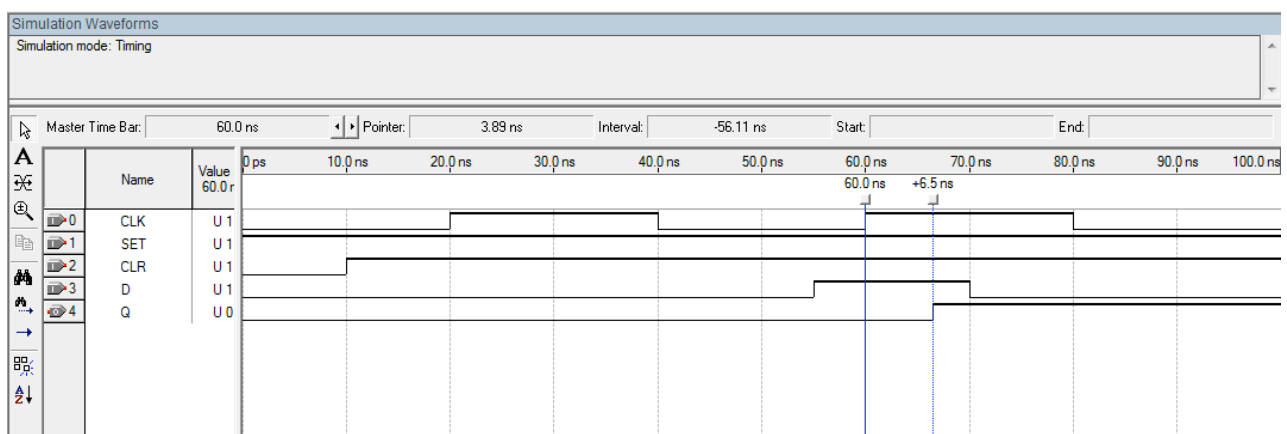 Simulation Waveforms
Simulation mode: Timing
Master Time Bar: 60.0 ns Pointer: 3.89 ns Interval: -56.11 ns Start: End:
A
Name Value
60.0 r
0 ps 10.0 ns 20.0 ns 30.0 ns 40.0 ns 50.0 ns 60.0 ns 70.0 ns 80.0 ns 90.0 ns 100.0 ns
60.0 ns +6.5 ns
0 CLK U 1
1 SET U 1
2 CLR U 1
3 D U 1
4 Q U 0
A
Z